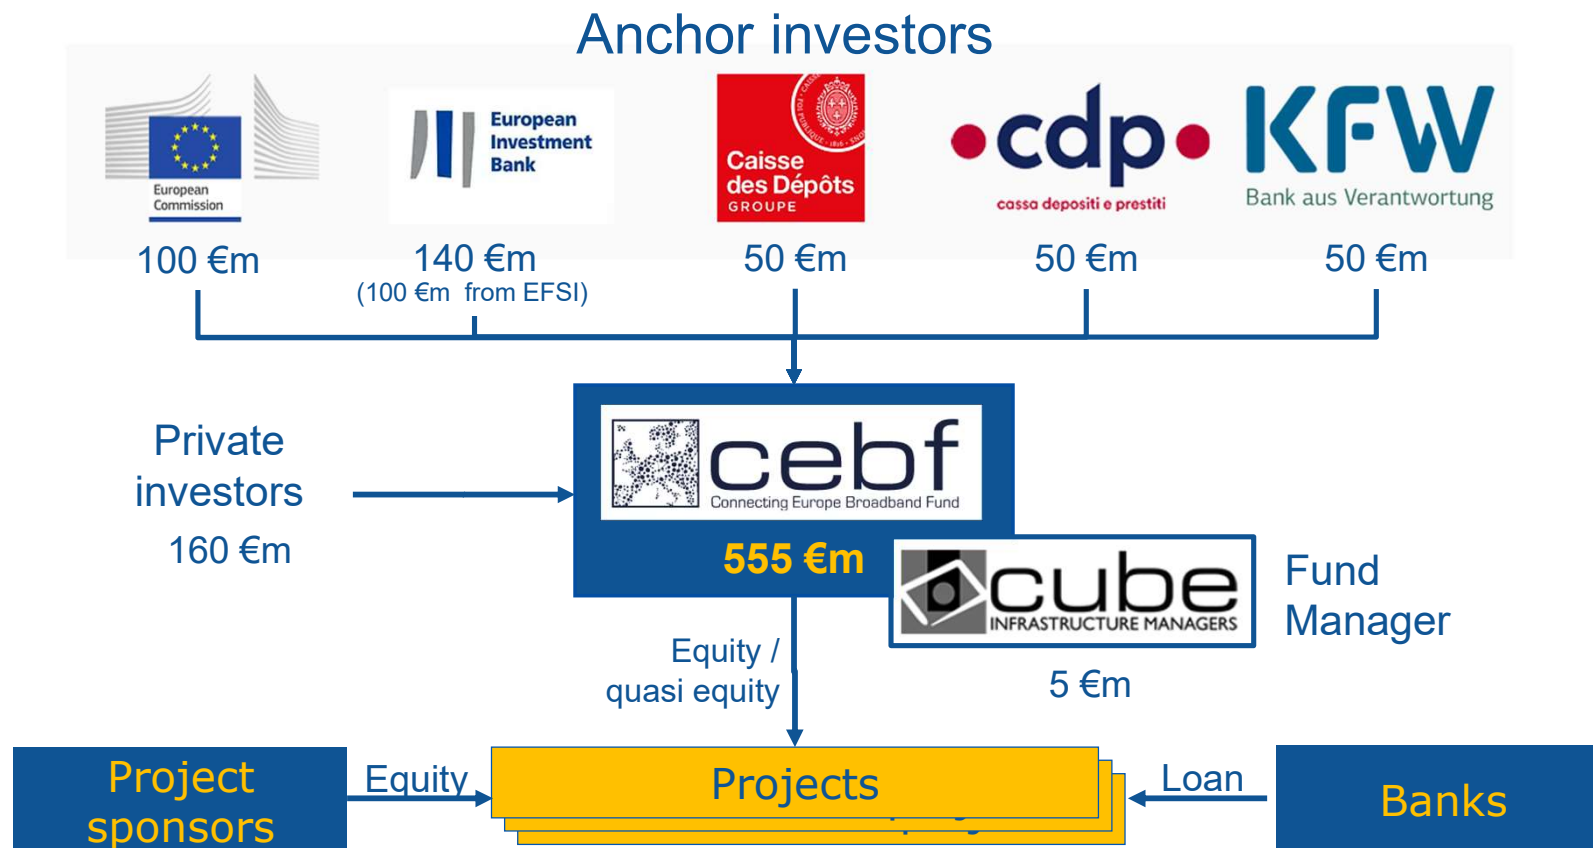 Anchor investors
European
Commission
European
Investment
Bank
Caisse
des Dépôts
GROUPE
cdp
cassa depositi e prestiti
KFW
Bank aus Verantwortung
100 €m
140 €m
(100 €m from EFSI)
50 €m
50 €m
50 €m
Private
investors
160 €m
cebf
Connecting Europe Broadband Fund
555 €m
cube
INFRASTRUCTURE MANAGERS
Fund
Manager
5 €m
Equity /
quasi equity
Project
sponsors
Equity
Projects
Loan
Banks